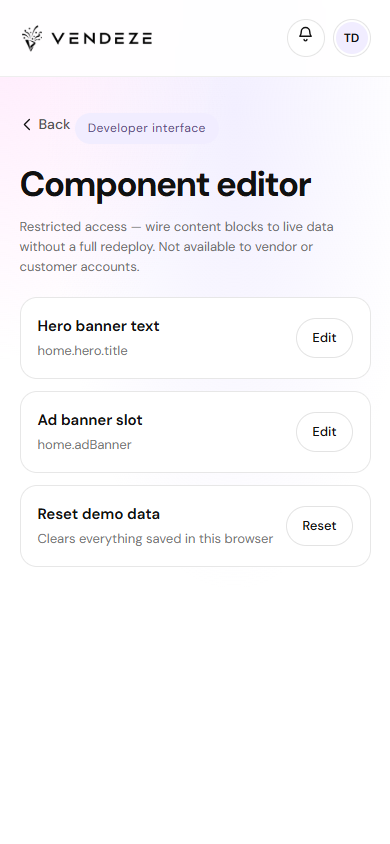 VENDEZE
TD
Back
Developer interface
Component editor
Restricted access — wire content blocks to live data
without a full redeploy. Not available to vendor or
customer accounts.
Hero banner text
home.hero.title
Edit
Ad banner slot
home.adBanner
Edit
Reset demo data
Clears everything saved in this browser
Reset